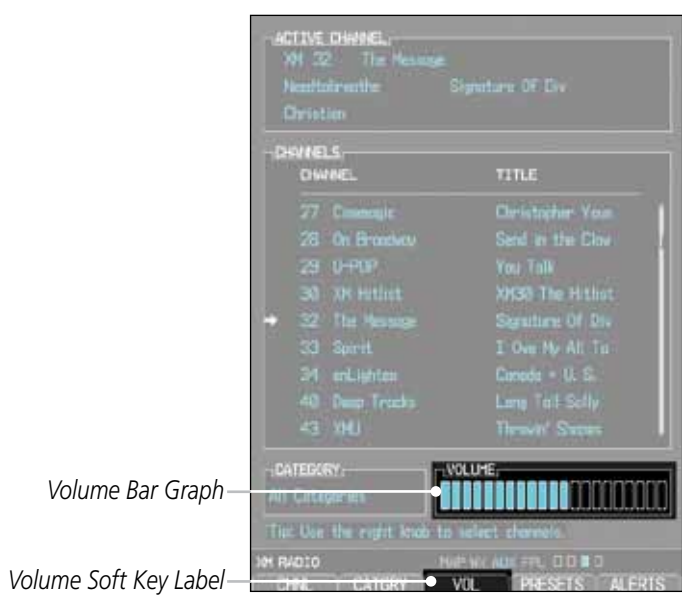 ACTIVE CHANNEL
XM 32 The Message
Needtobreathe Signature Of Div
Christian
CHANNELS
CHANNEL TITLE
27 Cinemagic Christopher Youn
28 On Broadway Send in the Clow
29 U-POP You Talk
30 XM Hitlist XM30 The Hitlist
32 The Message Signature Of Div
33 Spirit I Owe My All To
34 enLighten Canada + U. S.
40 Deep Tracks Long Tall Sally
43 XMU Throwin' Shapes
CATEGORY VOLUME
Volume Bar Graph
All Categories
Tip: Use the right knob to select channels.
XM RADIO MAP WX AUX FPL
Volume Soft Key Label
CHNL CATGRY VOL PRESETS ALERTS